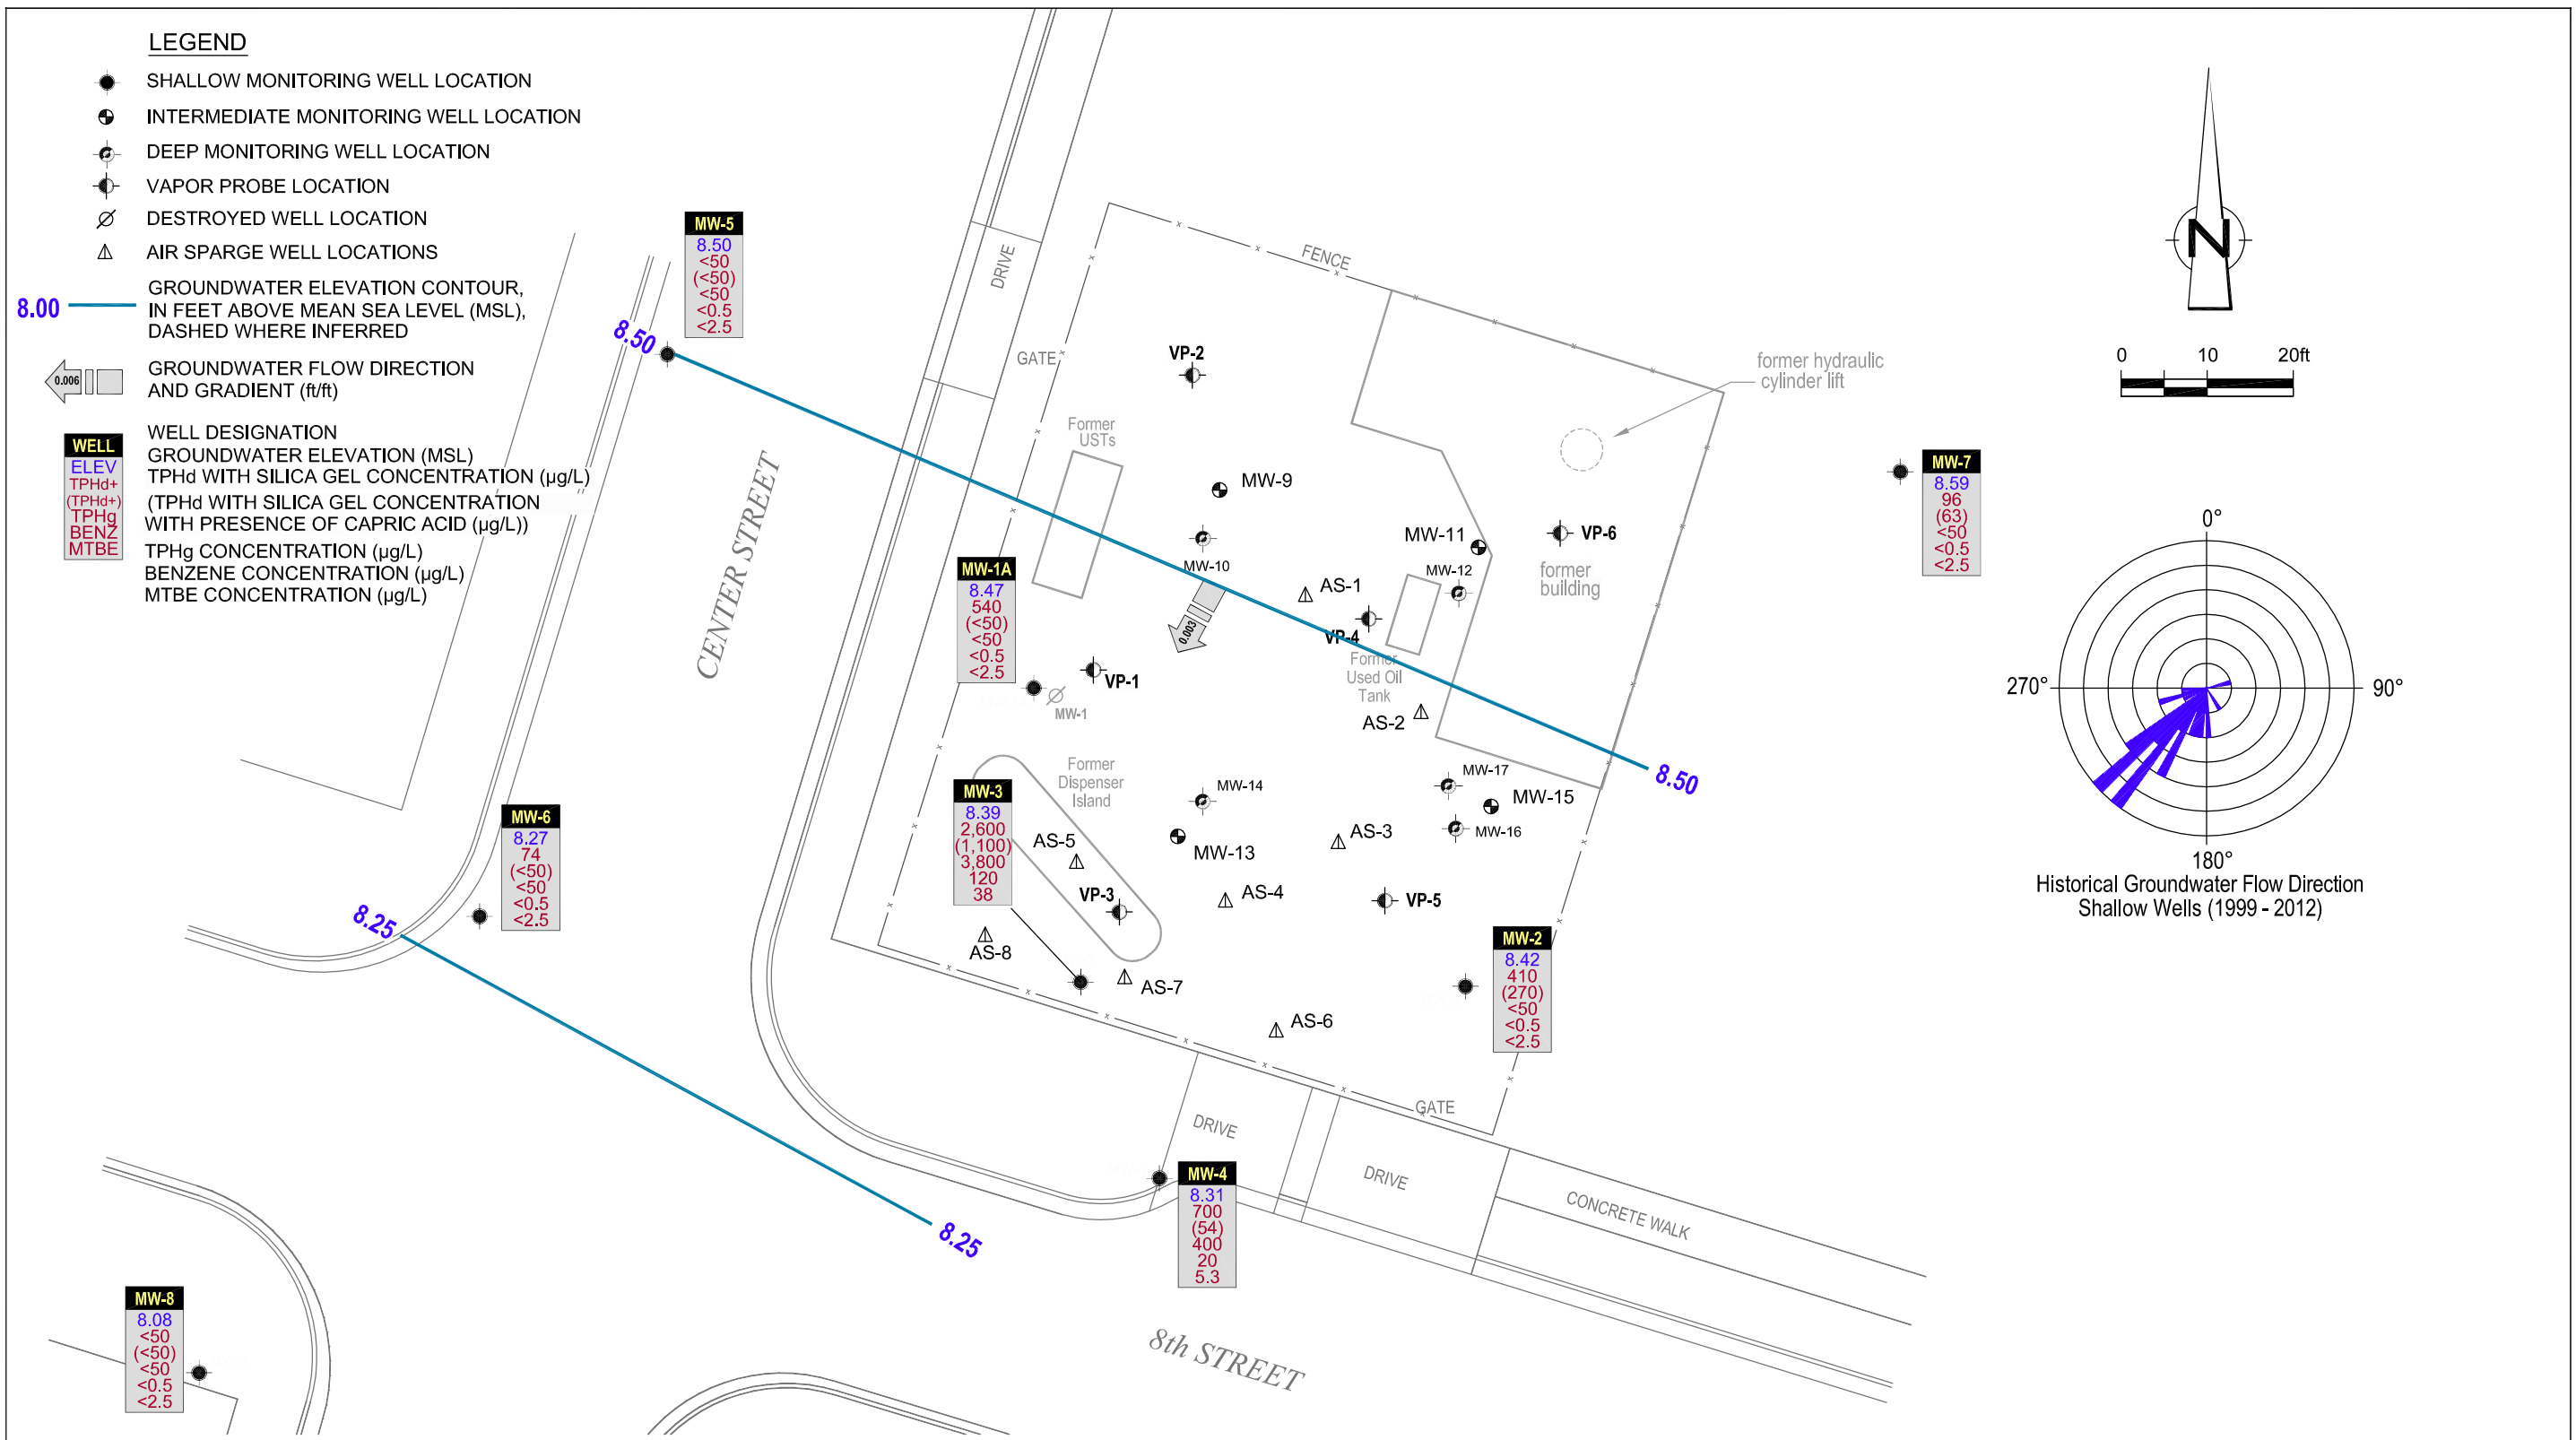 LEGEND
SHALLOW MONITORING WELL LOCATION
INTERMEDIATE MONITORING WELL LOCATION
DEEP MONITORING WELL LOCATION
VAPOR PROBE LOCATION
DESTROYED WELL LOCATION
AIR SPARGE WELL LOCATIONS
8.00
GROUNDWATER ELEVATION CONTOUR,
IN FEET ABOVE MEAN SEA LEVEL (MSL),
DASHED WHERE INFERRED
0.006
GROUNDWATER FLOW DIRECTION
AND GRADIENT (ft/ft)
WELL
ELEV
TPHd+
(TPHd+)
TPHg
BENZ
MTBE
WELL DESIGNATION
GROUNDWATER ELEVATION (MSL)
TPHd WITH SILICA GEL CONCENTRATION (µg/L)
(TPHd WITH SILICA GEL CONCENTRATION
WITH PRESENCE OF CAPRIC ACID (µg/L))
TPHg CONCENTRATION (µg/L)
BENZENE CONCENTRATION (µg/L)
MTBE CONCENTRATION (µg/L)
MW-5
8.50
<50
(<50)
<50
<0.5
<2.5
8.50
CENTER STREET
DRIVE
GATE
FENCE
VP-2
Former
USTs
MW-9
MW-10
MW-11
MW-12
VP-6
former
building
former hydraulic
cylinder lift
AS-1
VP-4
Former
Used Oil
Tank
AS-2
0.003
MW-1A
8.47
540
(<50)
<50
<0.5
<2.5
VP-1
MW-1
Former
Dispenser
Island
MW-3
8.39
2,600
(1,100)
3,800
120
38
AS-5
VP-3
AS-8
AS-7
MW-14
MW-13
AS-4
AS-3
AS-6
MW-17
MW-15
MW-16
VP-5
8.50
MW-2
8.42
410
(270)
<50
<0.5
<2.5
GATE
DRIVE
DRIVE
CONCRETE WALK
MW-4
8.31
700
(54)
400
20
5.3
8th STREET
MW-6
8.27
74
(<50)
<50
<0.5
<2.5
8.25
8.25
MW-8
8.08
<50
(<50)
<50
<0.5
<2.5
MW-7
8.59
96
(63)
<50
<0.5
<2.5
N
0 10 20ft
0°
270°
90°
180°
Historical Groundwater Flow Direction
Shallow Wells (1999 - 2012)